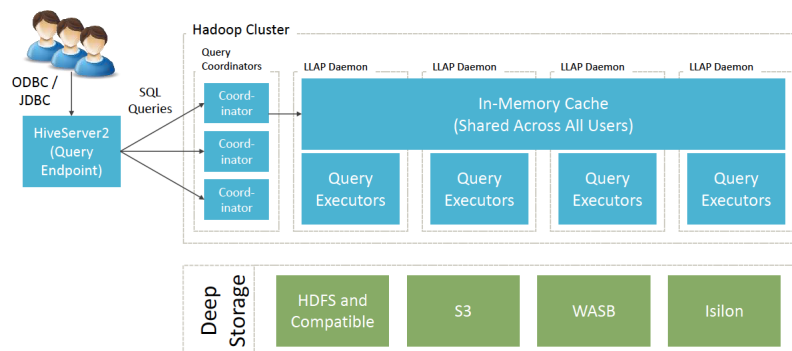 Hadoop Cluster
ODBC /
JDBC
SQL
Queries
HiveServer2
(Query
Endpoint)
Query
Coordinators
Coord-
inator
Coord-
inator
Coord-
inator
LLAP Daemon
LLAP Daemon
LLAP Daemon
LLAP Daemon
In-Memory Cache
(Shared Across All Users)
Query
Executors
Query
Executors
Query
Executors
Query
Executors
Deep
Storage
HDFS and
Compatible
S3
WASB
Isilon